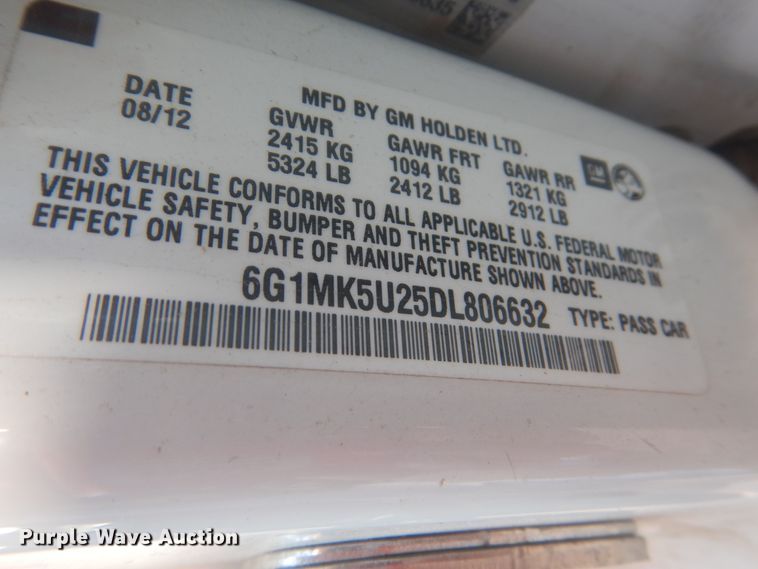 6635
MFD BY GM HOLDEN LTD.
DATE GVWR GAWR FRT GAWR RR
08/12 2415 KG 1094 KG 1321 KG
5324 LB 2412 LB 2912 LB
GM
THIS VEHICLE CONFORMS TO ALL APPLICABLE U.S. FEDERAL MOTOR
VEHICLE SAFETY, BUMPER AND THEFT PREVENTION STANDARDS IN
EFFECT ON THE DATE OF MANUFACTURE SHOWN ABOVE.
6G1MK5U25DL806632 TYPE: PASS CAR
Purple Wave Auction